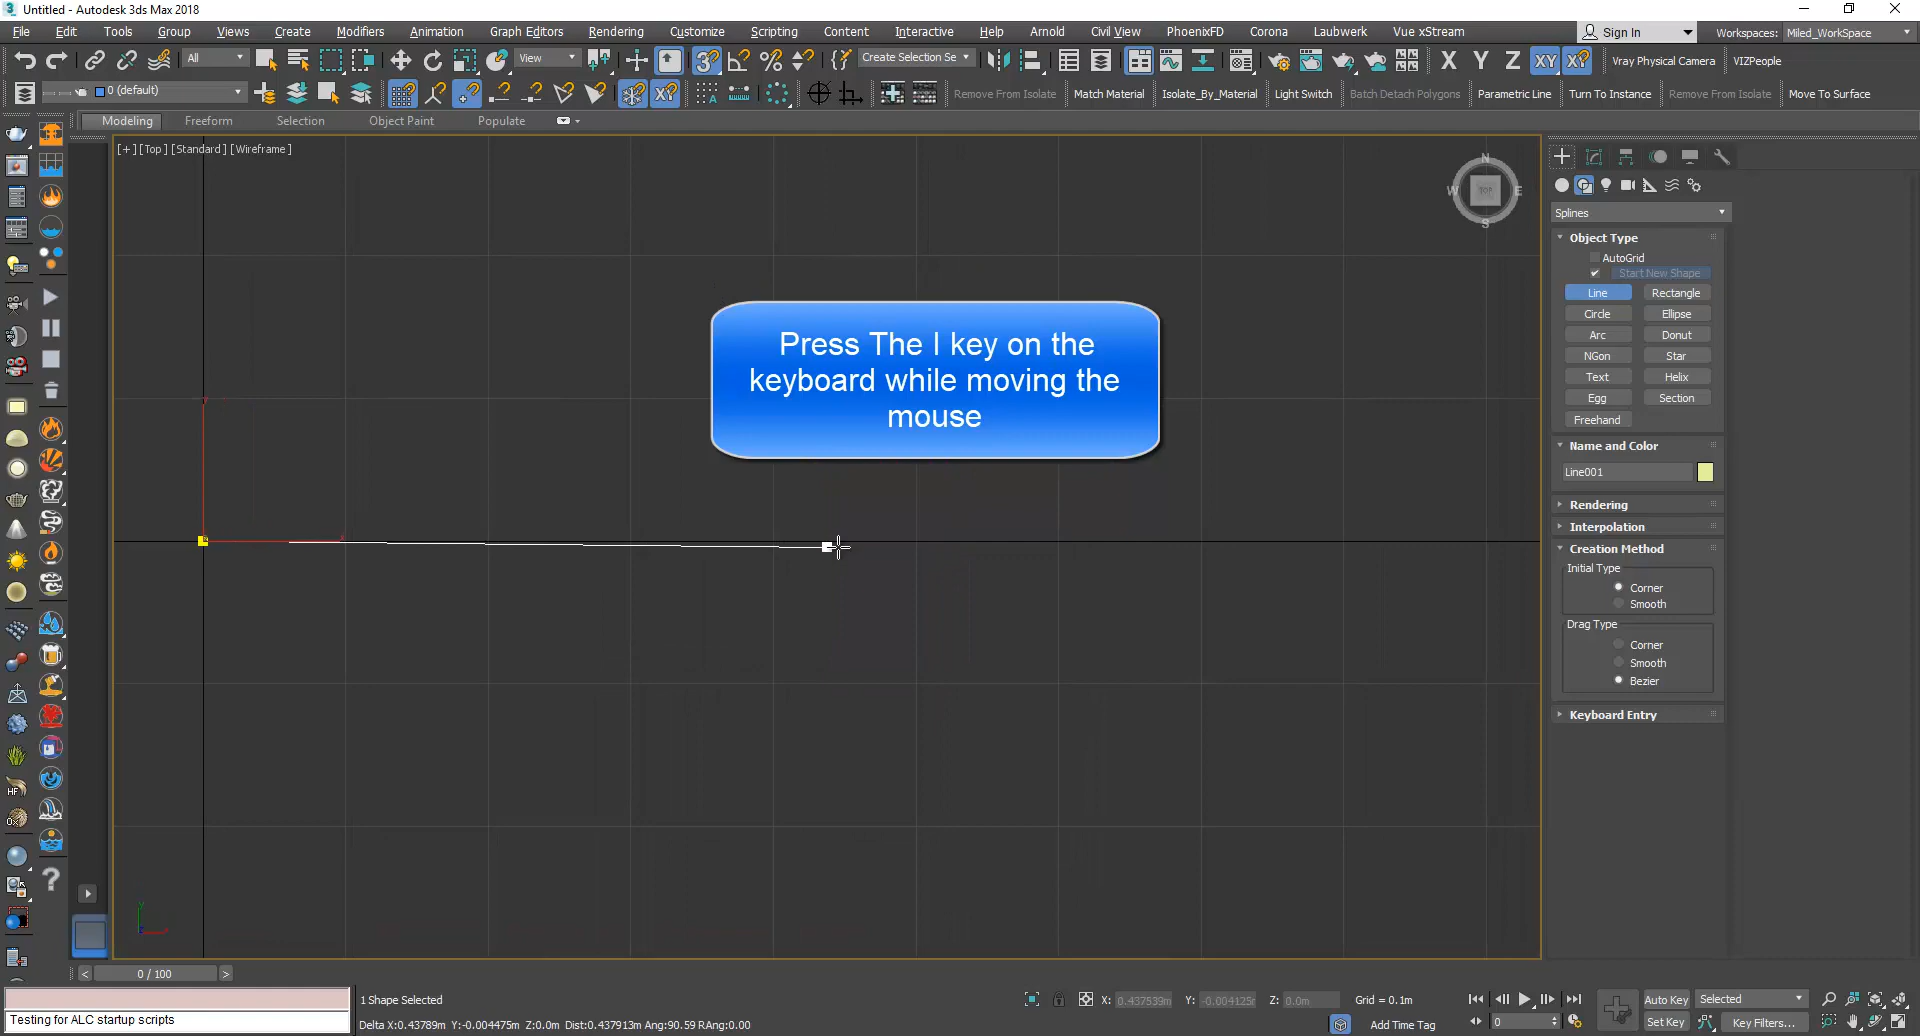 Untitled - Autodesk 3ds Max 2018
File Edit Tools Group Views Create Modifiers Animation Graph Editors Rendering Customize Scripting Content Interactive Help Arknold Civil View PhoenixFD Corona Laubwerk Vue xStream Sign In Workspaces: Miled_WorkSpace
All View Create Selection Se X Y Z XY XY Vray Physical Camera VIZPeople
0 (default) XY Remove From Isolate Match Material Isolate_By_Material Light Switch Batch Detach Polygons Parametric Line Turn To Instance Remove From Isolate Move To Surface
Modeling Freeform Selection Object Paint Populate
[+] [Top] [Standard] [Wireframe]
N
W TOP E
S
Splines
Object Type
AutoGrid
Start New Shape
Line Rectangle
Circle Ellipse
Arc Donut
NGon Star
Text Helix
Egg Section
Freehand
Name and Color
Line001
Rendering
Interpolation
Creation Method
Initial Type
Corner
Smooth
Drag Type
Corner
Smooth
Bezier
Keyboard Entry
Press The I key on the
keyboard while moving the
mouse
HF
< 0 / 100 >
1 Shape Selected X: 0.437539m Y: -0.004125m Z: 0.0m Grid = 0.1m Auto Key Selected
Testing for ALC startup scripts
Delta X:0.43789m Y:-0.004475m Z:0.0m Dist:0.437913m Ang:90.59 RAng:0.00 Add Time Tag 0 Set Key Key Filters...